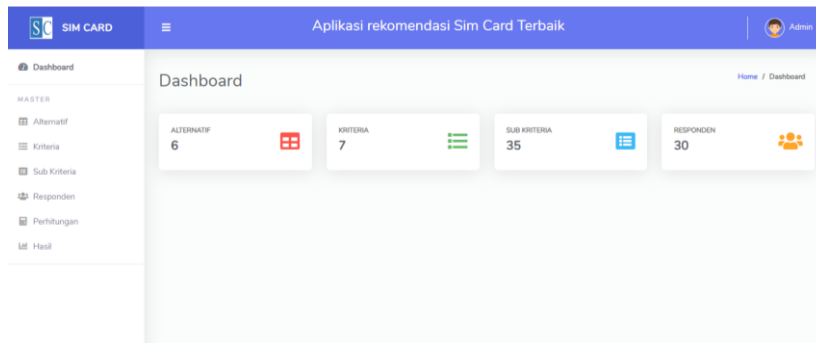 SC SIM CARD
Aplikasi rekomendasi Sim Card Terbaik
Admin
Dashboard
MASTER
Alternatif
Kriteria
Sub Kriteria
Responden
Perhitungan
Hasil
Dashboard
Home / Dashboard
ALTERNATIF
6
KRITERIA
7
SUB KRITERIA
35
RESPONDEN
30